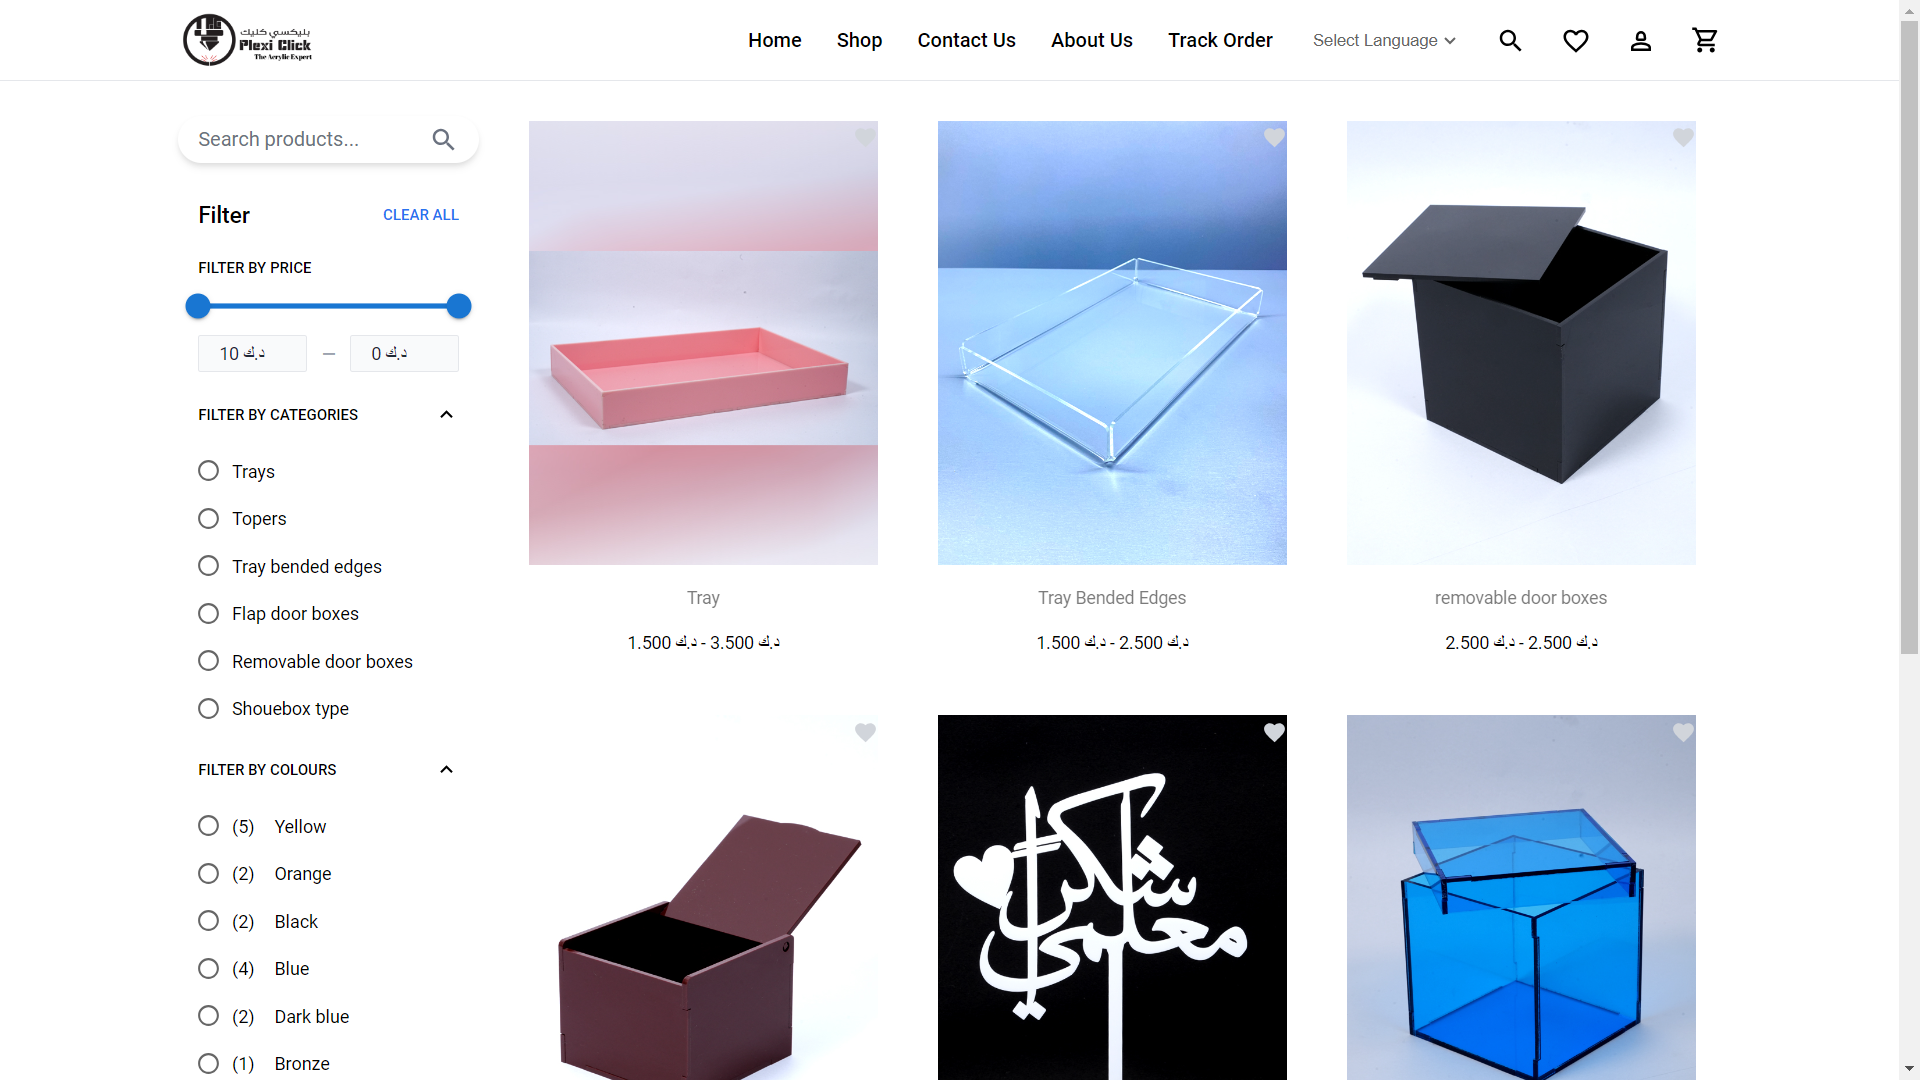 بليكسي كليك
Plexi Click
The Acrylic Expert
Home
Shop
Contact Us
About Us
Track Order
Select Language
Search products...
Filter
CLEAR ALL
FILTER BY PRICE
10 د.ك
–
0 د.ك
FILTER BY CATEGORIES
Trays
Topers
Tray bended edges
Flap door boxes
Removable door boxes
Shouebox type
FILTER BY COLOURS
(5) Yellow
(2) Orange
(2) Black
(4) Blue
(2) Dark blue
(1) Bronze
Tray
1.500 د.ك - 3.500 د.ك
Tray Bended Edges
1.500 د.ك - 2.500 د.ك
removable door boxes
2.500 د.ك - 2.500 د.ك
شكرا
معلمي